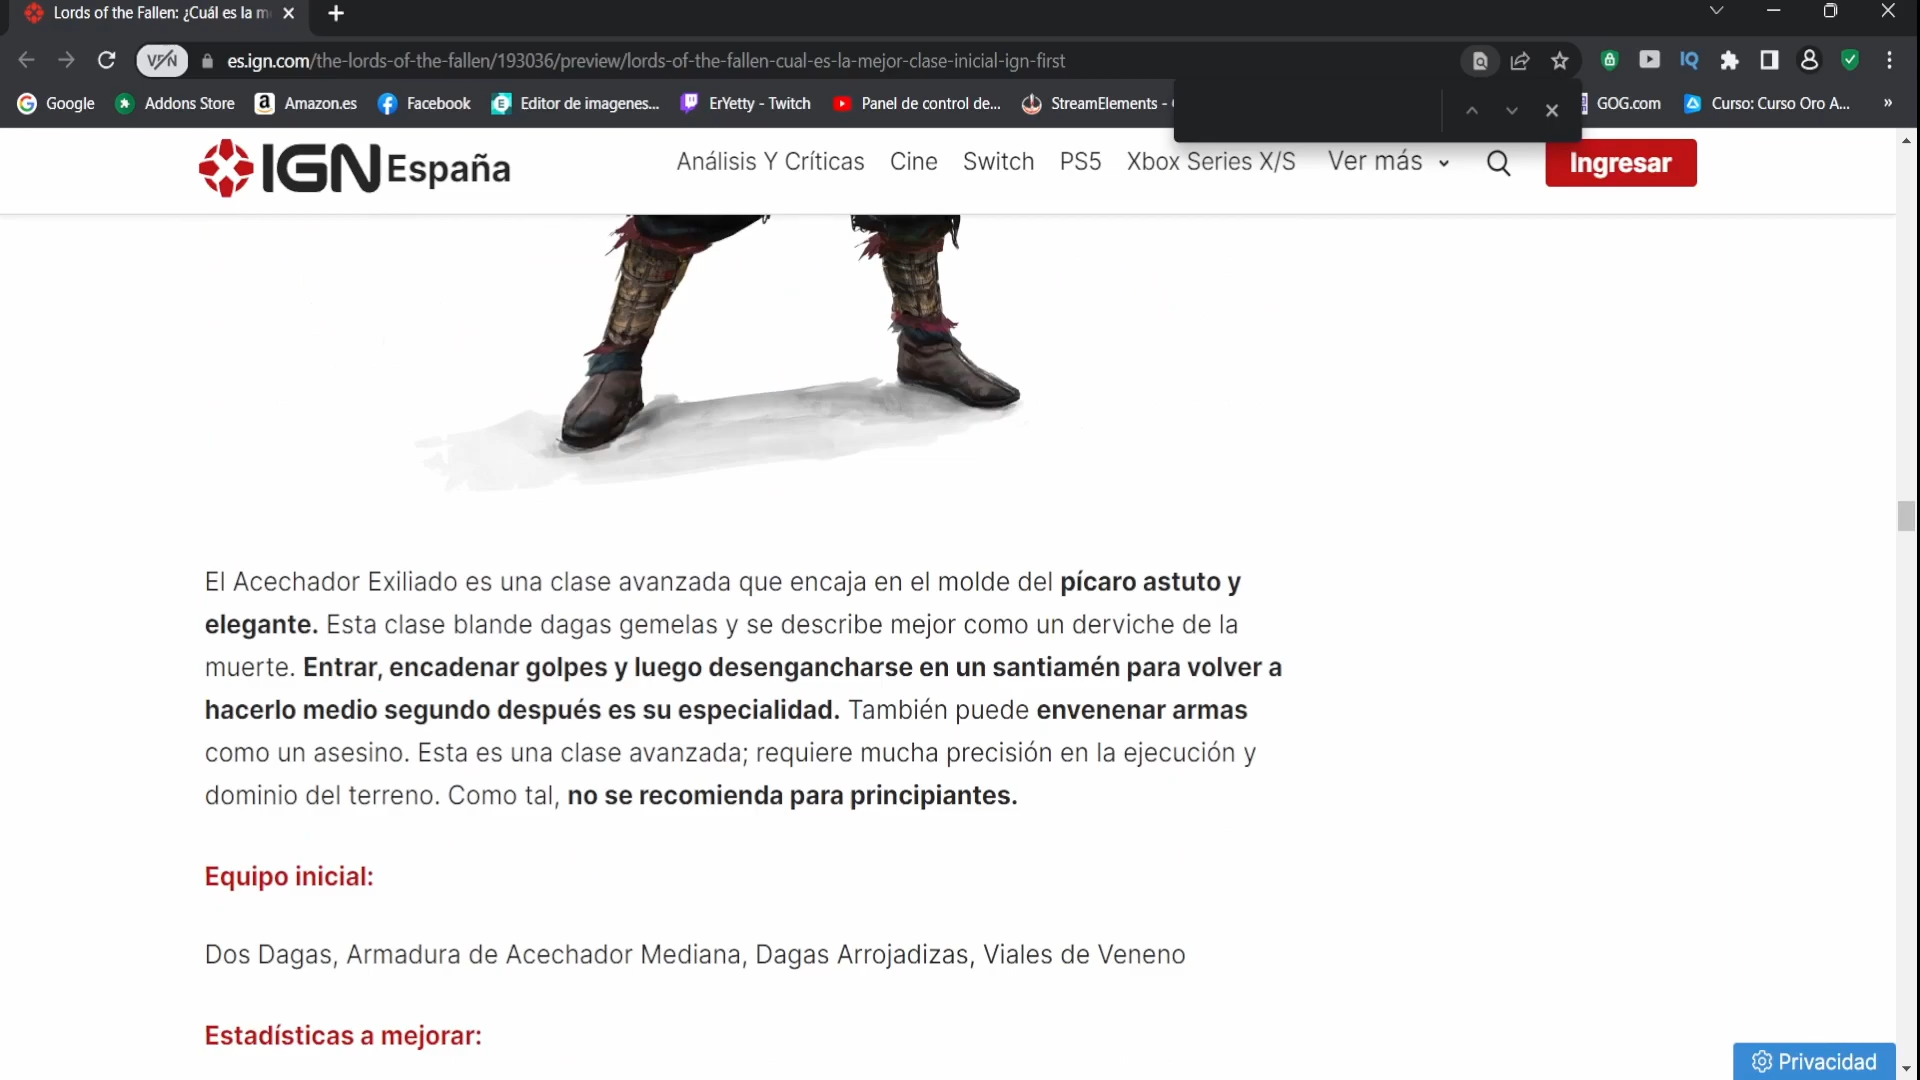 Lords of the Fallen: ¿Cuál es la m
VPN
es.ign.com/the-lords-of-the-fallen/193036/preview/lords-of-the-fallen-cual-es-la-mejor-clase-inicial-ign-first
IQ
Google
Addons Store
Amazon.es
Facebook
Editor de imagenes...
ErYetty - Twitch
Panel de control de...
StreamElements -
GOG.com
Curso: Curso Oro A...
»
IGN España
Análisis Y Críticas
Cine
Switch
PS5
Xbox Series X/S
Ver más
Ingresar
El Acechador Exiliado es una clase avanzada que encaja en el molde del pícaro astuto y
elegante. Esta clase blande dagas gemelas y se describe mejor como un derviche de la
muerte. Entrar, encadenar golpes y luego desengancharse en un santiamén para volver a
hacerlo medio segundo después es su especialidad. También puede envenenar armas
como un asesino. Esta es una clase avanzada; requiere mucha precisión en la ejecución y
dominio del terreno. Como tal, no se recomienda para principiantes.
Equipo inicial:
Dos Dagas, Armadura de Acechador Mediana, Dagas Arrojadizas, Viales de Veneno
Estadísticas a mejorar:
Privacidad